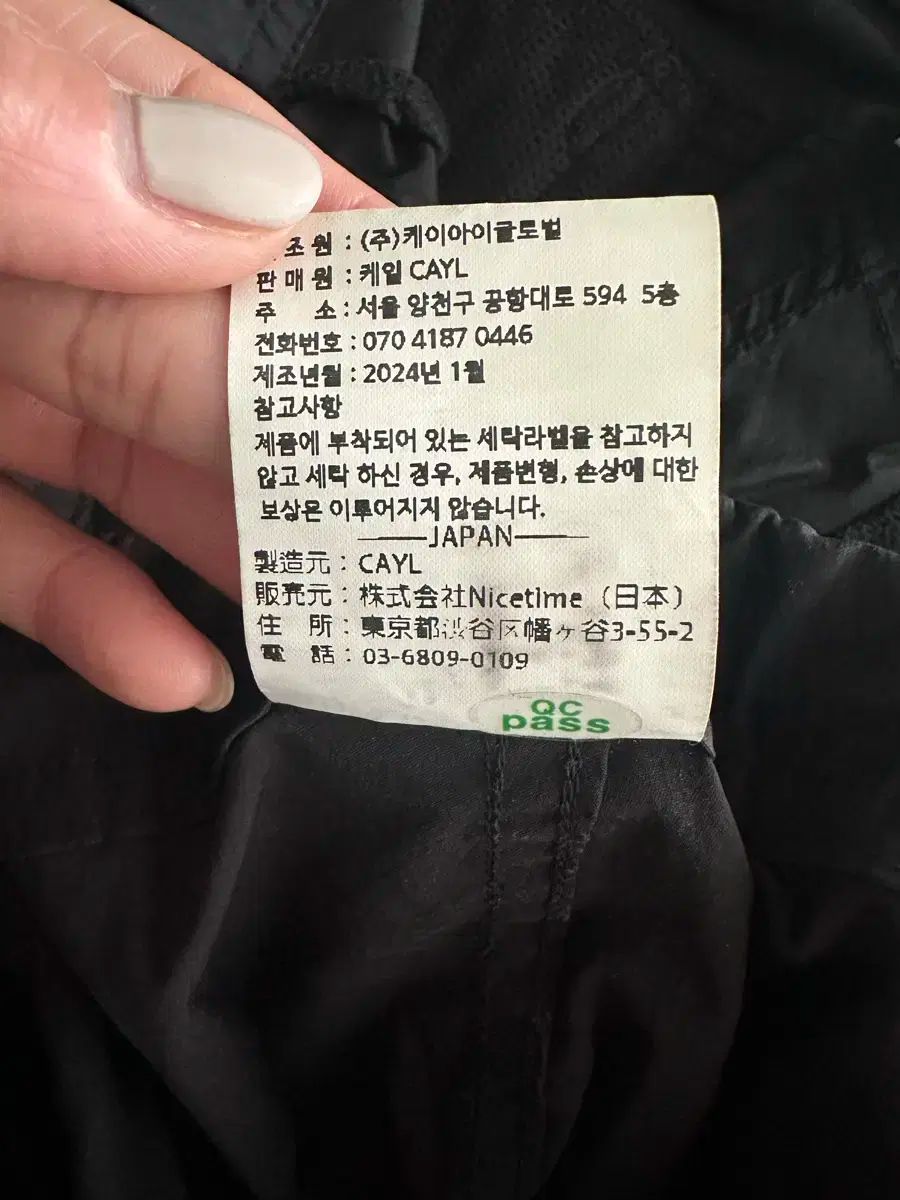 조 원 : (주)케이아이글로벌
판 매 원 : 케일 CAYL
주 소 : 서울 양천구 공항대로 594 5층
전화번호 : 070 4187 0446
제조년월 : 2024년 1월
참고사항
제품에 부착되어 있는 세탁라벨을 참고하지
않고 세탁 하신 경우, 제품변형, 손상에 대한
보상은 이루어지지 않습니다.
JAPAN
製造元 : CAYL
販売元 : 株式会社Nicetime (日本)
住 所 : 東京都渋谷区幡ヶ谷3-55-2
電 話 : 03-6809-0109
QC
pass